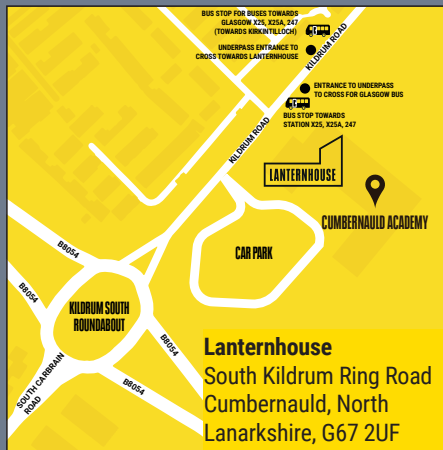 BUS STOP FOR BUSES TOWARDS
GLASGOW X25, X25A, 247
(TOWARDS KIRKINTILLOCH)
UNDERPASS ENTRANCE TO
CROSS TOWARDS LANTERNHOUSE
KILDRUM ROAD
ENTRANCE TO UNDERPASS
TO CROSS FOR GLASGOW BUS
BUS STOP TOWARDS
STATION X25, X25A, 247
KILDRUM ROAD
LANTERNHOUSE
CUMBERNAULD ACADEMY
CAR PARK
B8054
B8054
KILDRUM SOUTH
ROUNDABOUT
B8054
B8054
SOUTH CARBRAIN
ROAD
Lanternhouse
South Kildrum Ring Road
Cumbernauld, North
Lanarkshire, G67 2UF